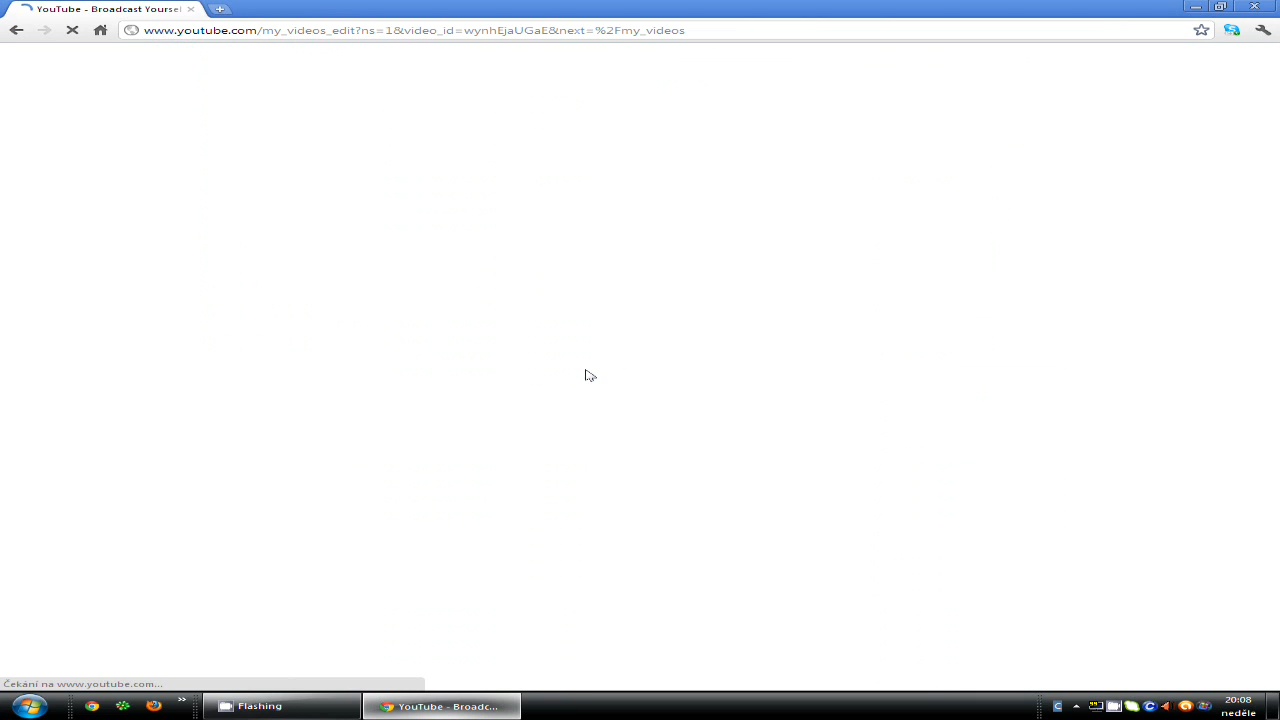 YouTube - Broadcast Yoursel
www.youtube.com/my_videos_edit?ns=1&video_id=wynhEjaUGaE&next=%2Fmy_videos
Čekání na www.youtube.com...
Flashing
YouTube - Broadc...
20:08
neděle